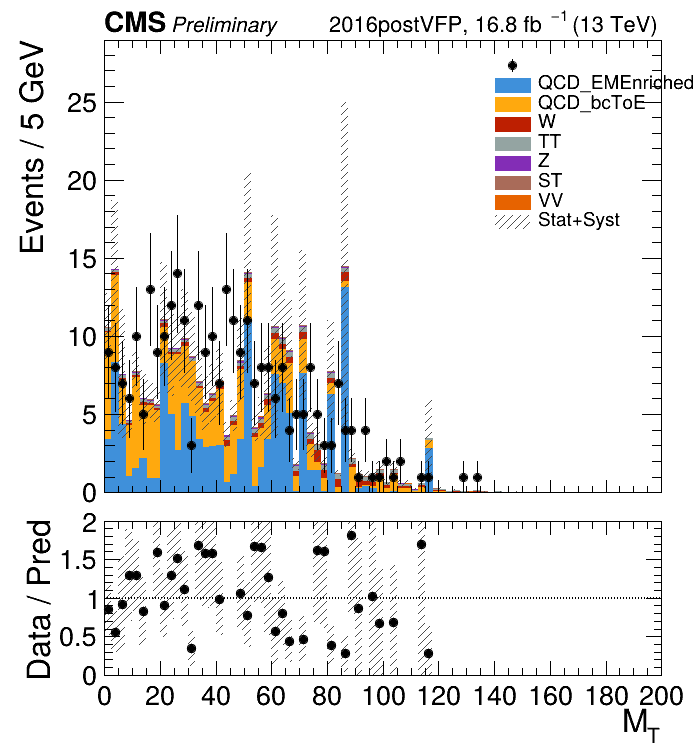 CMS Preliminary 2016postVFP, 16.8 fb⁻¹ (13 TeV)
Events / 5 GeV
25
20
15
10
5
0
QCD_EMEnriched
QCD_bcToE
W
TT
Z
ST
VV
Stat+Syst
Data / Pred
2
1.5
1
0.5
0
0 20 40 60 80 100 120 140 160 180 200
M_T